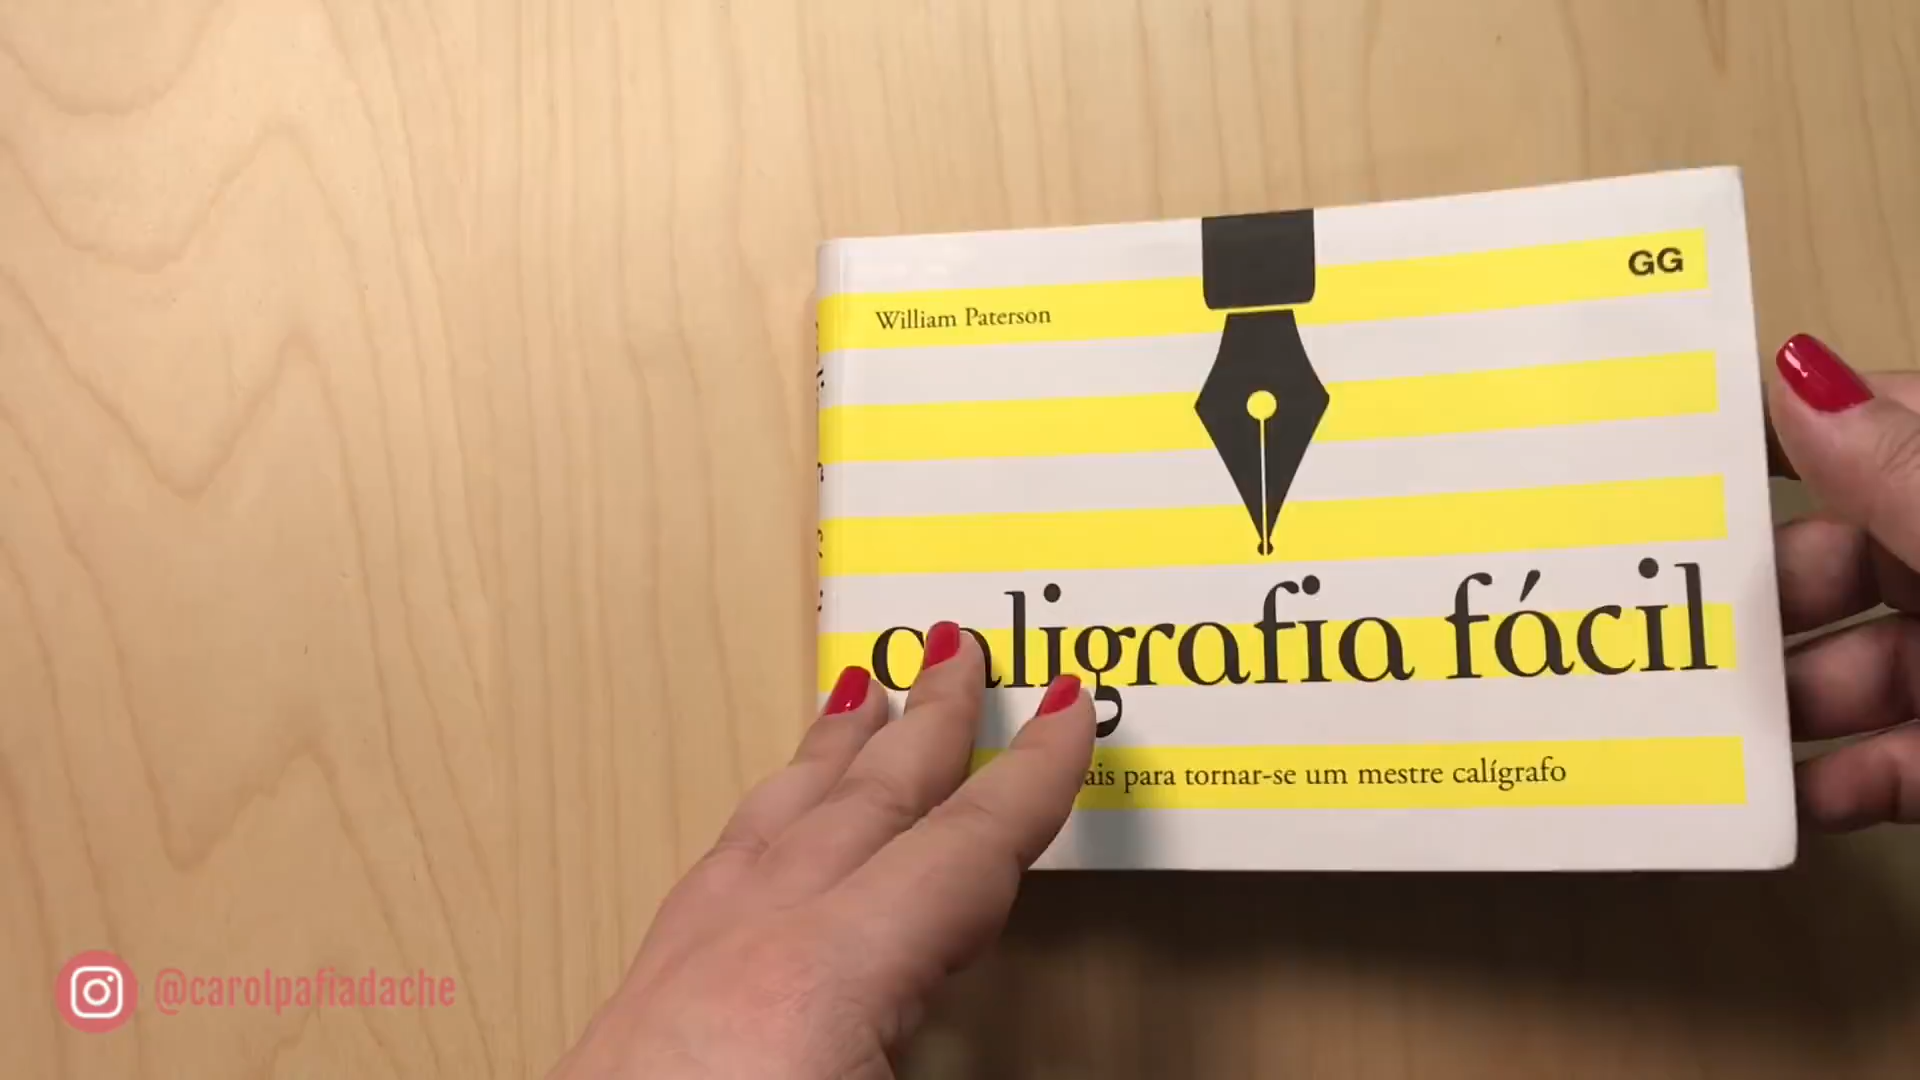 GG
William Paterson
caligrafia fácil
para tornar-se um mestre calígrafo
@carolpafiadache